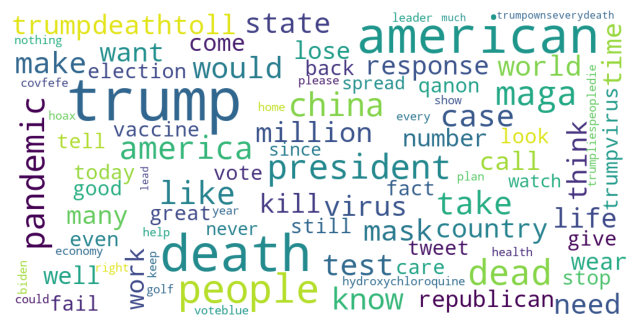 trumpdeathtoll state american trumpownseverydeath
leader much
nothing want come lose back response world time
make election would please spread qanon maga
covfefe trump china case
hoax home show every look trumpliespeopledie
pandemic tell vaccine million number trumpvirus
america since call think
today vote president fact watch plan
good lead like kill virus take life
many great year still mask country give
even help never tweet wear
well work death test care health stop
economy right keep hydroxychloroquine dead
biden could golf people know republican need
fail voteblue